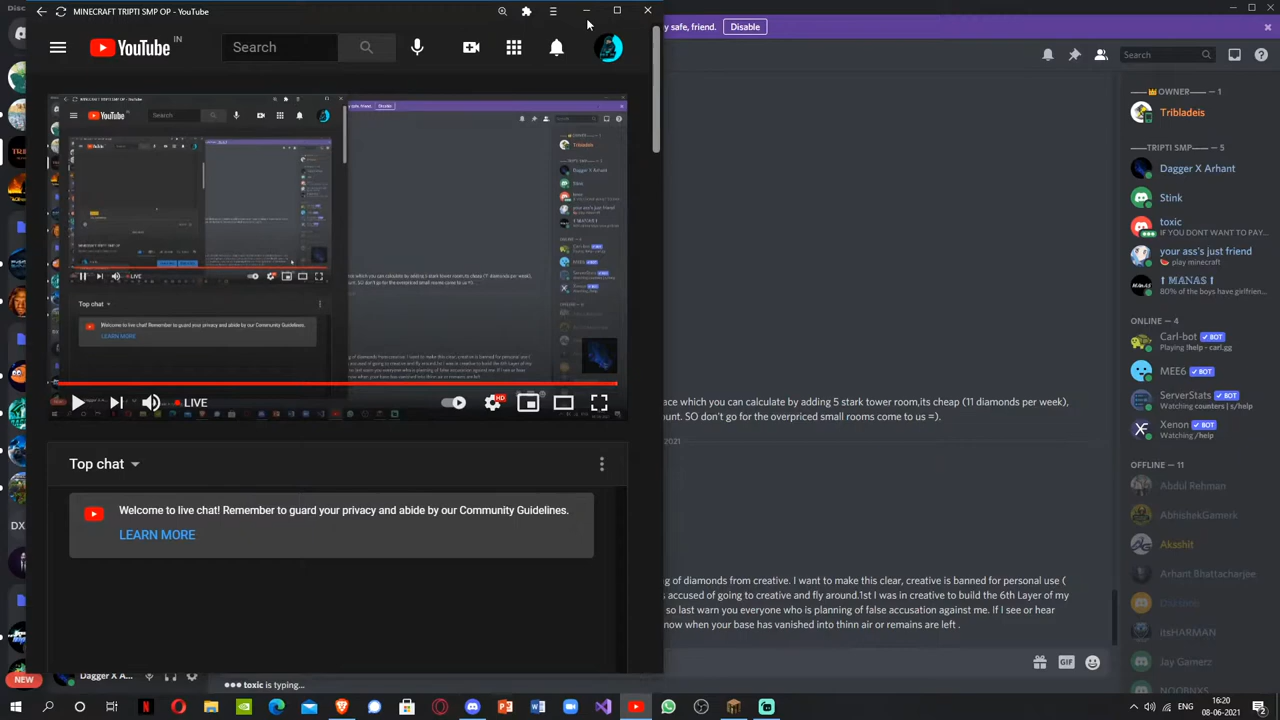 MINECRAFT TRIPTI SMP OP - YouTube
YouTube IN
Search
LIVE
Top chat
Welcome to live chat! Remember to guard your privacy and abide by our Community Guidelines.
LEARN MORE
y safe, friend.
Disable
Search
OWNER — 1
Tribladeis
TRIPTI SMP — 5
Dagger X Arhant
Stink
toxic
IF YOU DONT WANT TO PAY...
your ass's just friend
play minecraft
! MANAS !
80% of the boys have girlfrien...
ONLINE — 4
Carl-bot BOT
Playing !help - carl.gg
MEE6 BOT
ServerStats BOT
Watching counters | s/help
Xenon BOT
Watching /help
OFFLINE — 11
Abdul Rehman
AbhishekGamerk
Aksshit
Arhant Bhattacharjee
itsHARMAN
Jay Gamerz
NOOBNXS
ace which you can calculate by adding 5 stark tower room,its cheap (11 diamonds per week),
ount. SO don't go for the overpriced small rooms come to us =).
2021
g of diamonds from creative. I want to make this clear, creative is banned for personal use (
s accused of going to creative and fly around.1st I was in creative to build the 6th Layer of my
so last warn you everyone who is planning of false accusation against me. If I see or hear
now when your base has vanished into thinn air or remains are left .
GIF
NEW
Dagger X A...
toxic is typing...
DX
16:20
08-06-2021